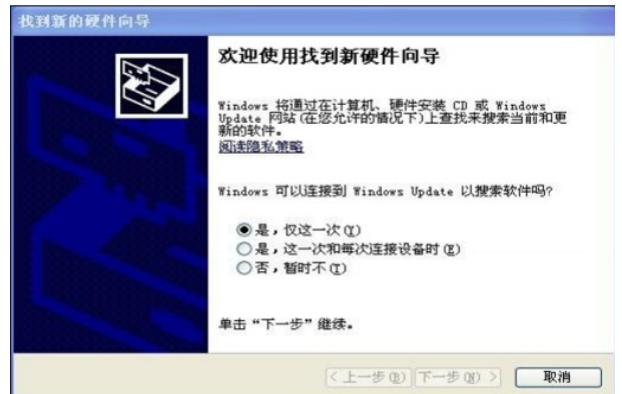 找到新的硬件向导
欢迎使用找到新硬件向导
Windows 将通过在计算机、硬件安装 CD 或 Windows
Update 网站(在您允许的情况下)上查找来搜索当前和更
新的软件。
阅读隐私策略
Windows 可以连接到 Windows Update 以搜索软件吗?
是，仅这一次(Y)
是，这一次和每次连接设备时(E)
否，暂时不(T)
单击“下一步”继续。
< 上一步(B) 下一步(N) > 取消